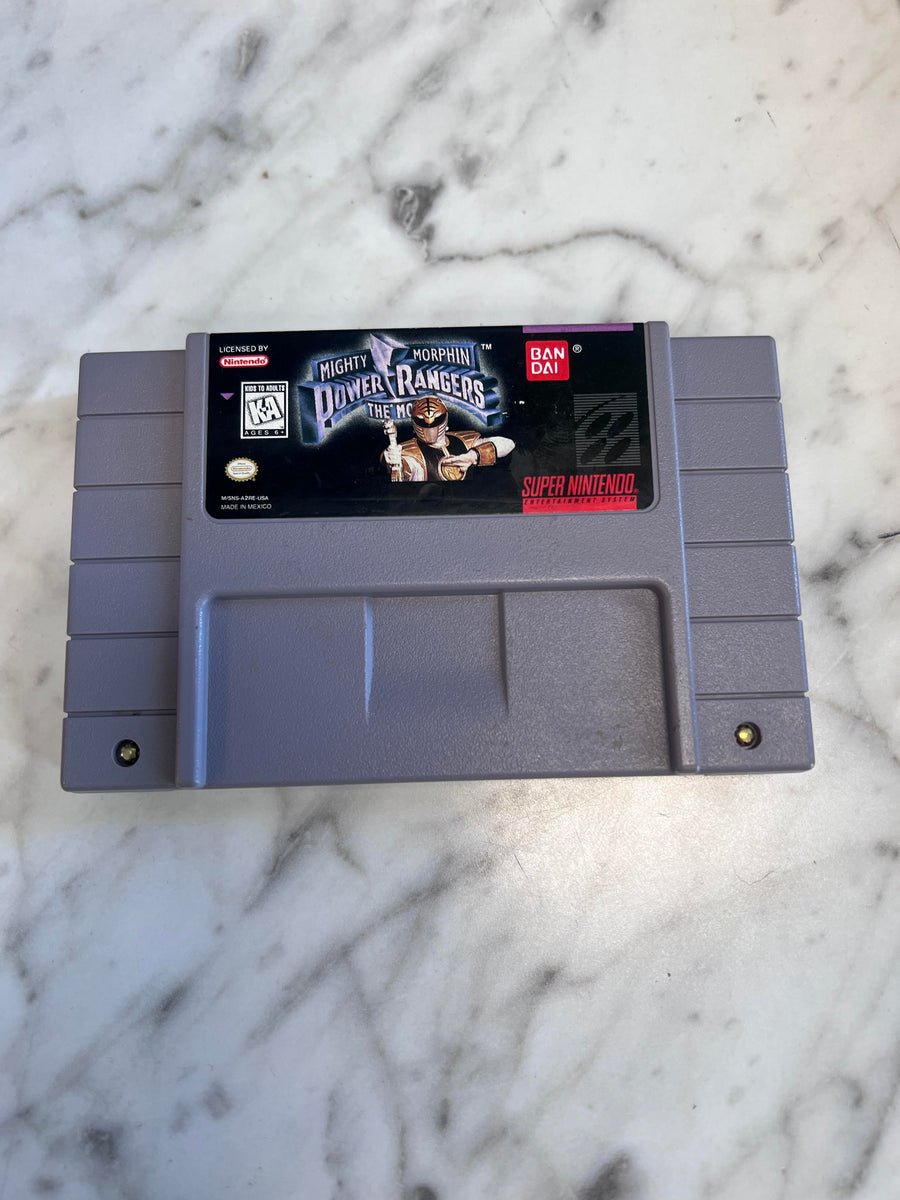 LICENSED BY
Nintendo
KIDS TO ADULTS
K-A
AGES 6+
M/SNS-A2RE-USA
MADE IN MEXICO
MIGHTY MORPHIN ™
POWER RANGERS
THE MO
BAN
DAI ®
SUPER NINTENDO
ENTERTAINMENT SYSTEM